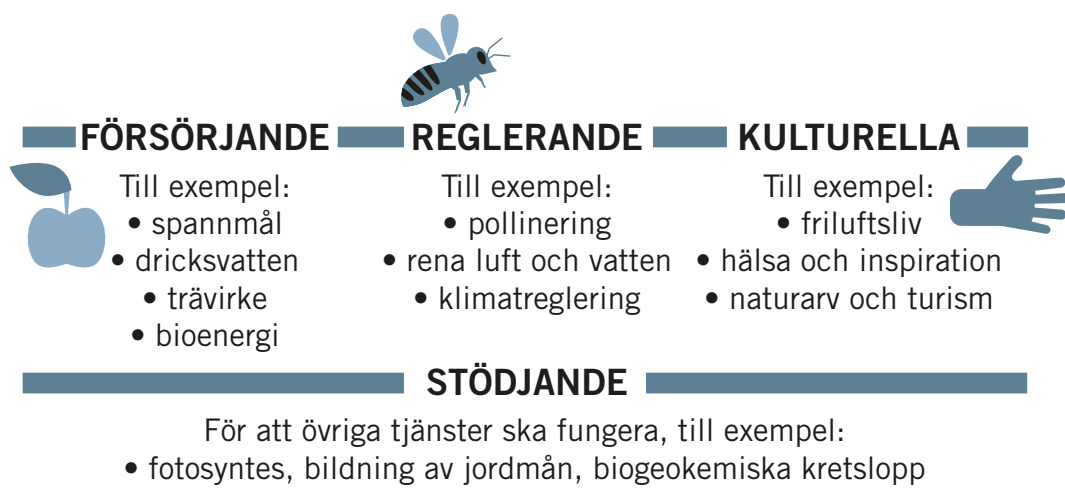 FÖRSÖRJANDE
Till exempel:
• spannmål
• dricksvatten
• trävirke
• bioenergi
REGLERANDE
Till exempel:
• pollinering
• rena luft och vatten
• klimatreglering
KULTURELLA
Till exempel:
• friluftsliv
• hälsa och inspiration
• naturarv och turism
STÖDJANDE
För att övriga tjänster ska fungera, till exempel:
• fotosyntes, bildning av jordmån, biogeokemiska kretslopp